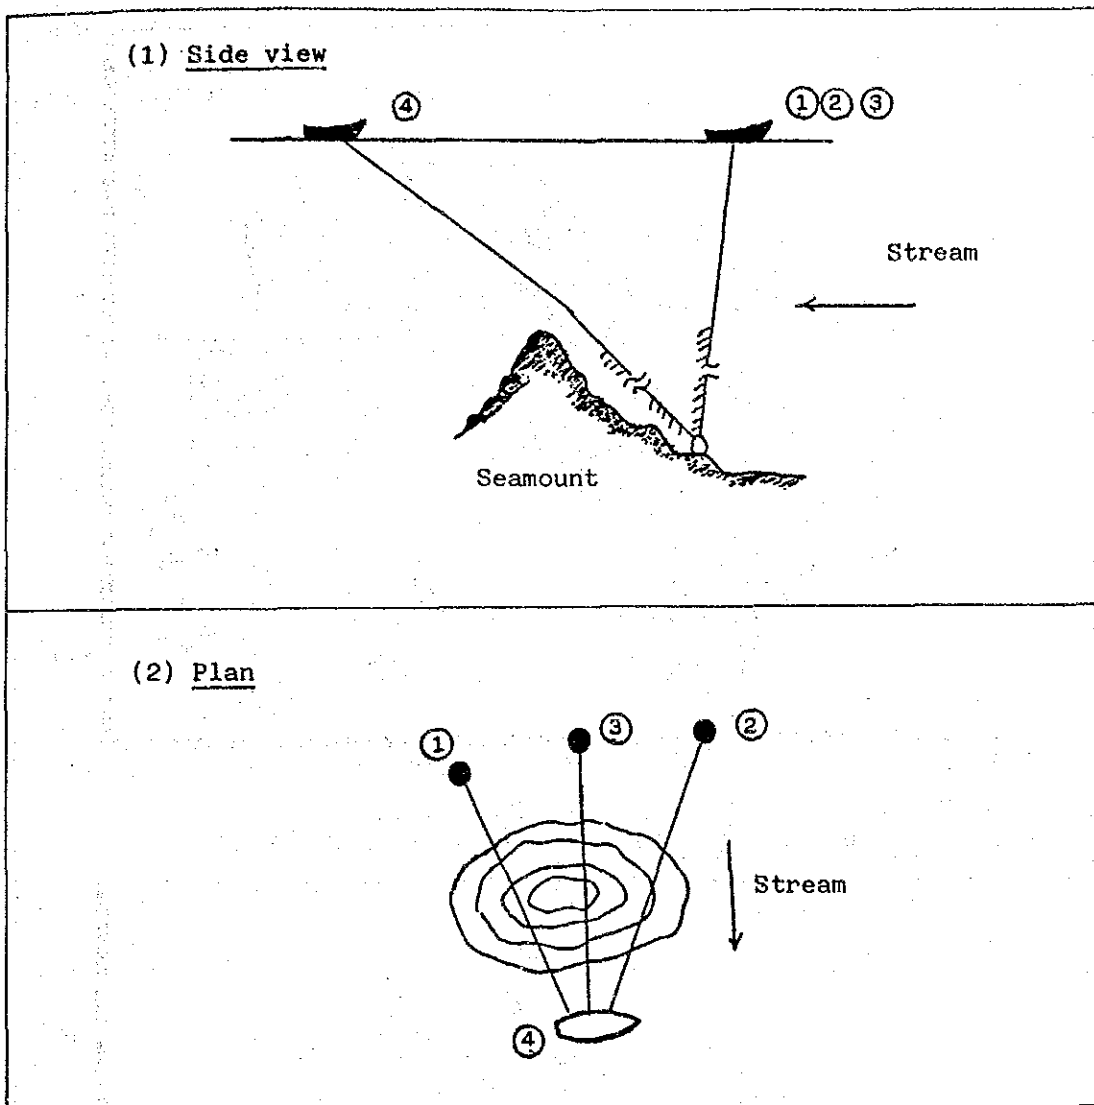 (1) Side view
④ ①②③
Stream
Seamount
(2) Plan
① ③ ②
Stream
④